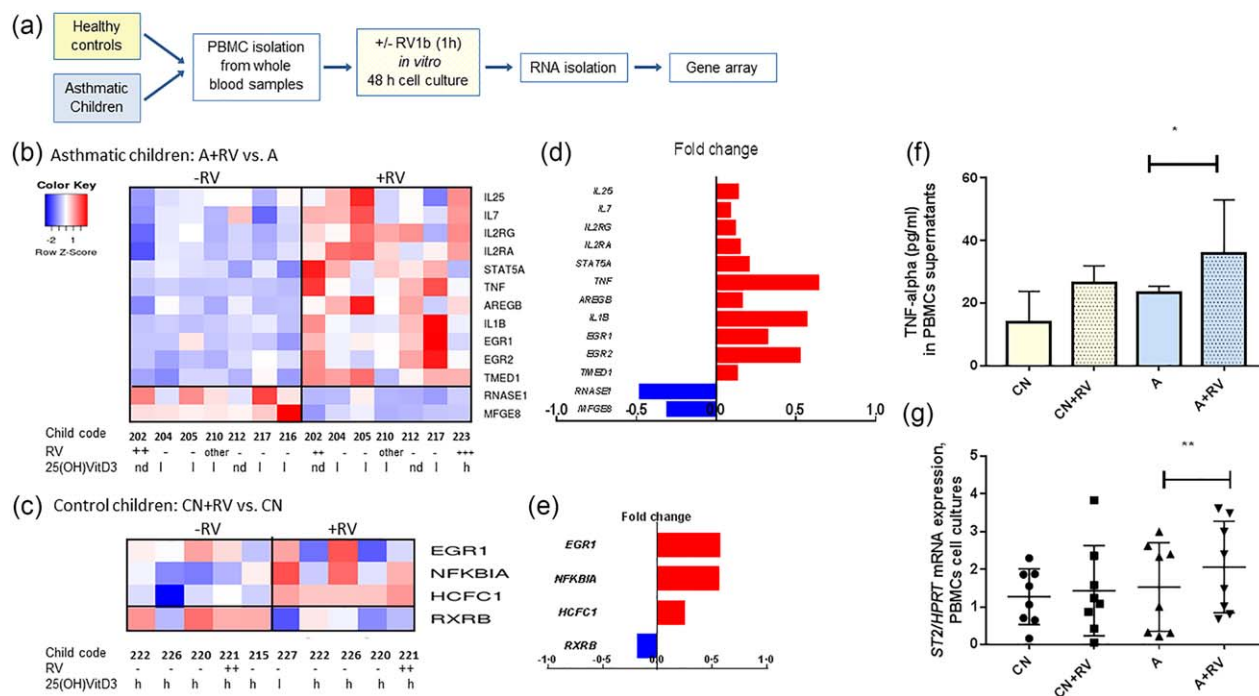 (a)
Healthy
controls
Asthmatic
Children
PBMC isolation
from whole
blood samples
+/- RV1b (1h)
in vitro
48 h cell culture
RNA isolation
Gene array
(b) Asthmatic children: A+RV vs. A
Color Key
-2 1
Row Z-Score
-RV +RV
IL25
IL7
IL2RG
IL2RA
STAT5A
TNF
AREGB
IL1B
EGR1
EGR2
TMED1
RNASE1
MFGE8
Child code 202 204 205 210 212 217 216 202 204 205 210 212 217 223
RV ++ - - other - - - ++ - - other - - +++
25(OH)VitD3 nd l l l nd l l nd l l l nd l h
(c) Control children: CN+RV vs. CN
-RV +RV
EGR1
NFKBIA
HCFC1
RXRB
Child code 222 226 220 221 215 227 222 226 220 221
RV - - - ++ - - - - - ++
25(OH)VitD3 h h h h h l h h h h
(d)
Fold change
IL25
IL7
IL2RG
IL2RA
STAT5A
TNF
AREGB
IL1B
EGR1
EGR2
TMED1
RNASE1
MFGE8
-1.0 -0.5 0.0 0.5 1.0
(e)
Fold change
EGR1
NFKBIA
HCFC1
RXRB
-1·0 -0·5 0·0 0·5 1·0
(f)
TNF-alpha (pg/ml)
in PBMCs supernatants
60
40
20
0
*
CN CN+RV A A+RV
(g)
ST2/HPRT mRNA expression,
PBMCs cell cultures
5
4
3
2
1
0
**
CN CN+RV A A+RV